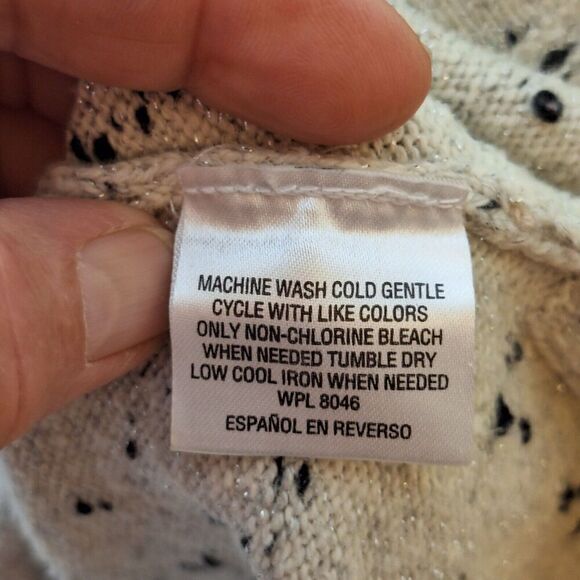 MACHINE WASH COLD GENTLE
CYCLE WITH LIKE COLORS
ONLY NON-CHLORINE BLEACH
WHEN NEEDED TUMBLE DRY
LOW COOL IRON WHEN NEEDED
WPL 8046
ESPAÑOL EN REVERSO